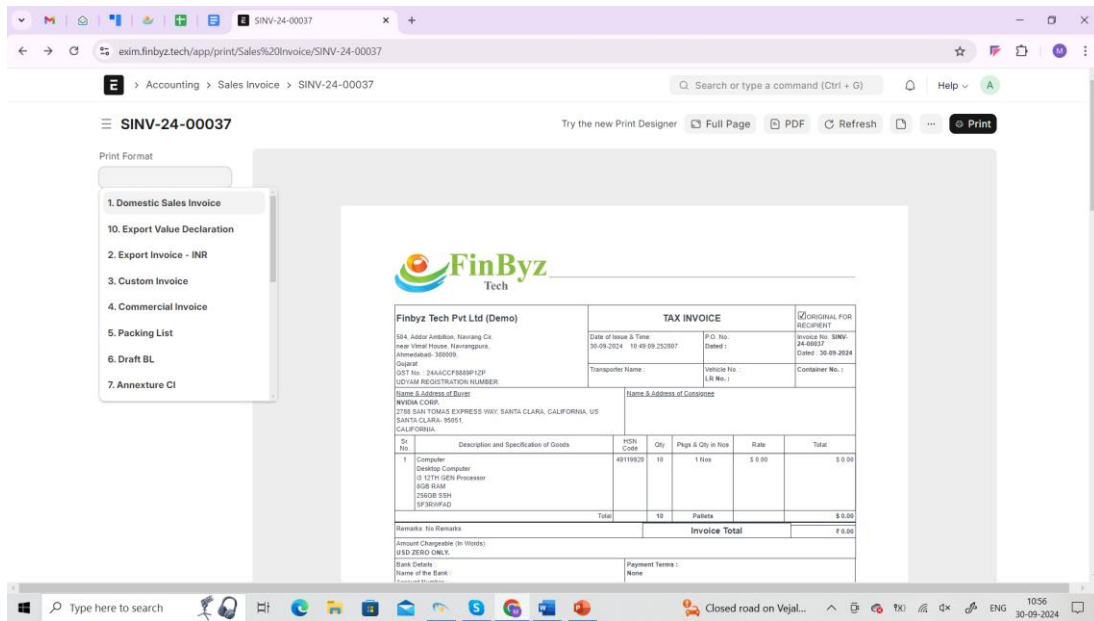 SINV-24-00037
exim.finbyz.tech/app/print/Sales%20Invoice/SINV-24-00037
M
> Accounting > Sales Invoice > SINV-24-00037
Search or type a command (Ctrl + G)
Help
A
SINV-24-00037
Try the new Print Designer
Full Page
PDF
Refresh
Print
Print Format
1. Domestic Sales Invoice
10. Export Value Declaration
2. Export Invoice - INR
3. Custom Invoice
4. Commercial Invoice
5. Packing List
6. Draft BL
7. Annexture CI
FinByz
Tech
Finbyz Tech Pvt Ltd (Demo)
504, Addor Ambition, Navrang Cir,
near Vimal House, Navrangpura,
Ahmedabad- 380009,
Gujarat
GST No. : 24AACCF8889P1ZP
UDYAM REGISTRATION NUMBER:
TAX INVOICE
ORIGINAL FOR
RECIPIENT
Date of Issue & Time:
30-09-2024 10:49:09.252807
P.O. No.:
Dated :
Invoice No. SINV-
24-00037
Dated : 30-09-2024
Transporter Name :
Vehicle No. :
LR No. :
Container No. :
Name & Address of Buyer
NVIDIA CORP.
2788 SAN TOMAS EXPRESS WAY, SANTA CLARA, CALIFORNIA, US
SANTA CLARA- 95051,
CALIFORNIA
Name & Address of Consignee
Sr. No. Description and Specification of Goods HSN Code Qty Pkgs & Qty in Nos Rate Total
1 Computer 10 1 Nos $ 0.00 $ 0.00
Desktop Computer
i3 12TH GEN Processor
8GB RAM
256GB SSH
Total 10 Pallets $ 0.00
Remarks: No Remarks
Invoice Total ₹ 0.00
Amount Chargeable (In Words)
USD ZERO ONLY.
Bank Details :
Name of the Bank :
Payment Terms :
None
Type here to search
Closed road on Vejal...
ENG
10:56
30-09-2024